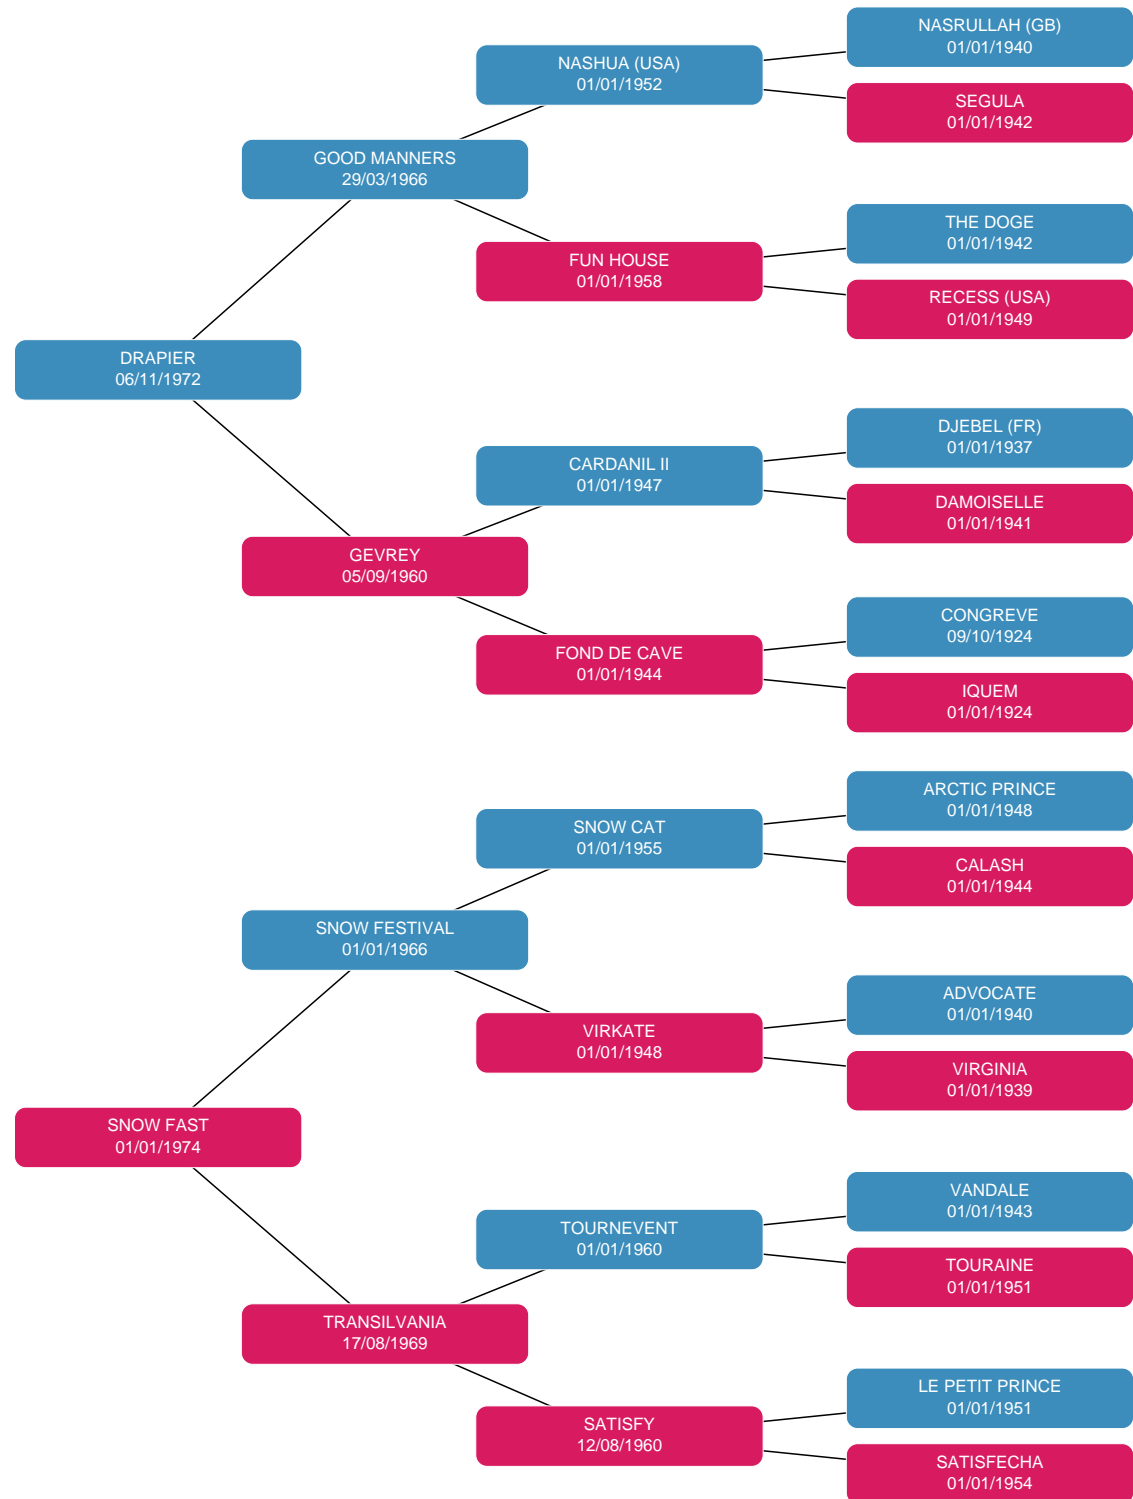 NASRULLAH (GB)
01/01/1940
NASHUA (USA)
01/01/1952
SEGULA
01/01/1942
GOOD MANNERS
29/03/1966
THE DOGE
01/01/1942
FUN HOUSE
01/01/1958
RECESS (USA)
01/01/1949
DRAPIER
06/11/1972
DJEBEL (FR)
01/01/1937
CARDANIL II
01/01/1947
DAMOISELLE
01/01/1941
GEVREY
05/09/1960
CONGREVE
09/10/1924
FOND DE CAVE
01/01/1944
IQUEM
01/01/1924
ARCTIC PRINCE
01/01/1948
SNOW CAT
01/01/1955
CALASH
01/01/1944
SNOW FESTIVAL
01/01/1966
ADVOCATE
01/01/1940
VIRKATE
01/01/1948
VIRGINIA
01/01/1939
SNOW FAST
01/01/1974
VANDALE
01/01/1943
TOURNEVENT
01/01/1960
TOURAINE
01/01/1951
TRANSILVANIA
17/08/1969
LE PETIT PRINCE
01/01/1951
SATISFY
12/08/1960
SATISFECHA
01/01/1954